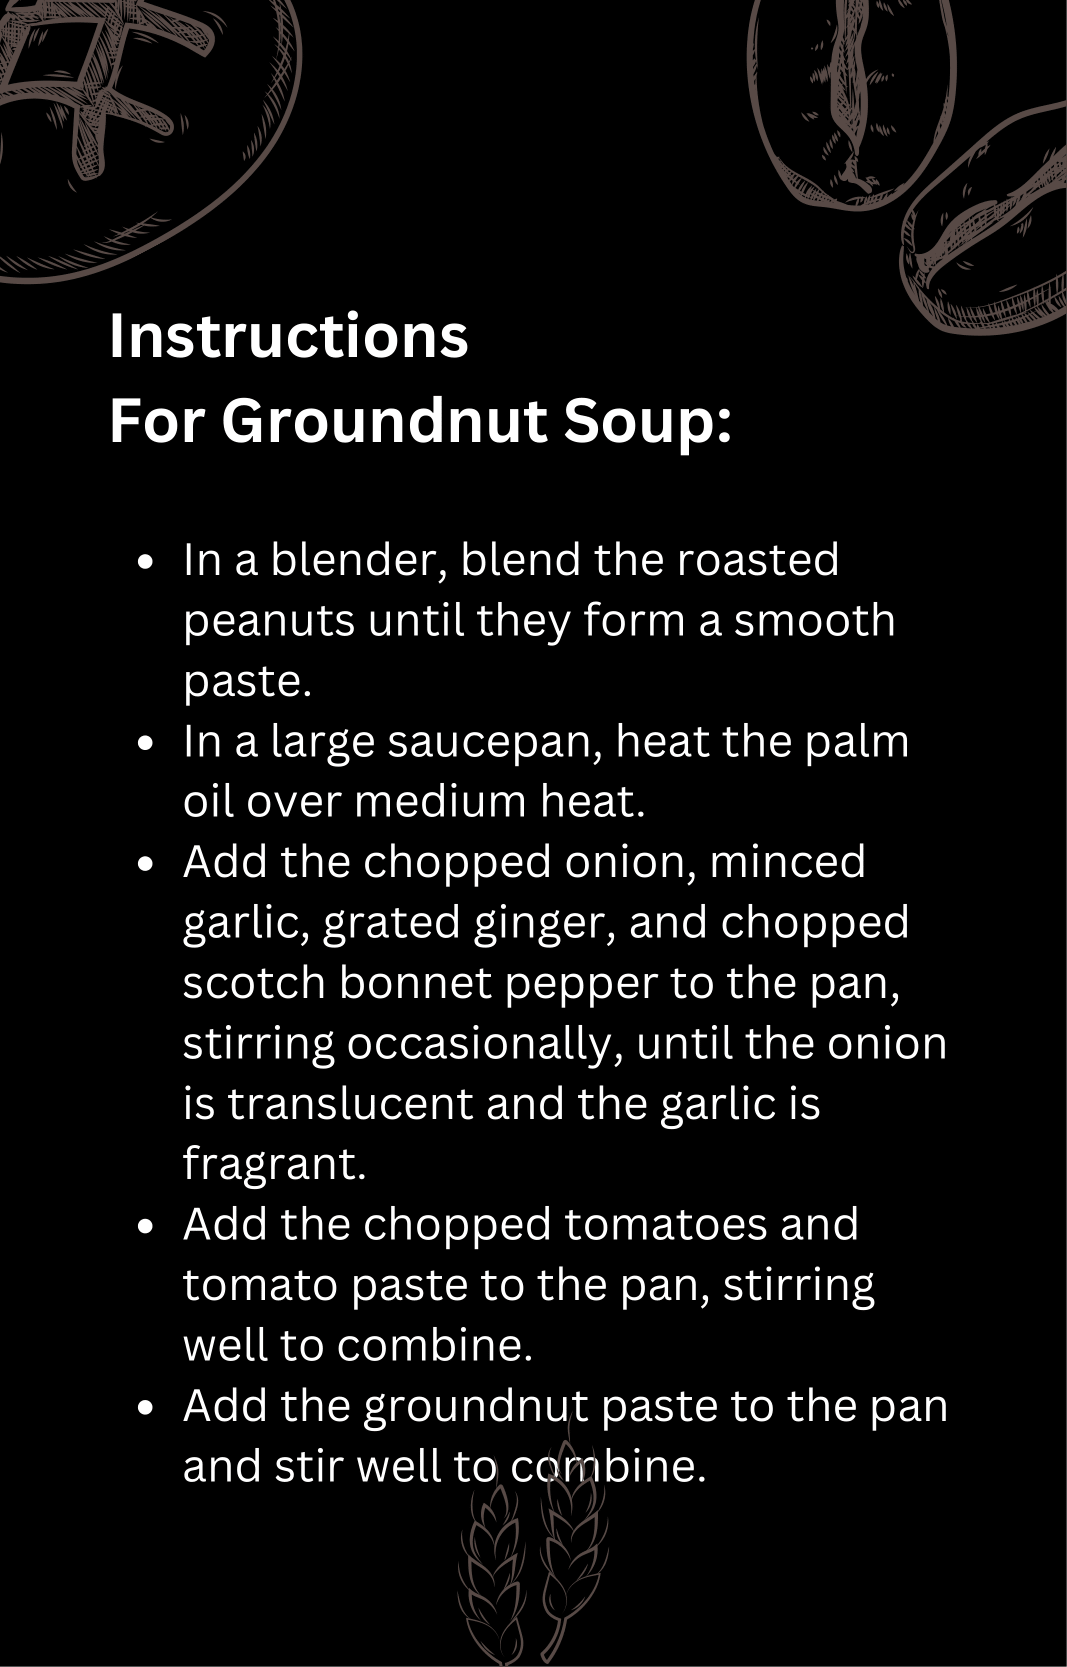 Instructions
For Groundnut Soup:
• In a blender, blend the roasted
peanuts until they form a smooth
paste.
• In a large saucepan, heat the palm
oil over medium heat.
• Add the chopped onion, minced
garlic, grated ginger, and chopped
scotch bonnet pepper to the pan,
stirring occasionally, until the onion
is translucent and the garlic is
fragrant.
• Add the chopped tomatoes and
tomato paste to the pan, stirring
well to combine.
• Add the groundnut paste to the pan
and stir well to combine.